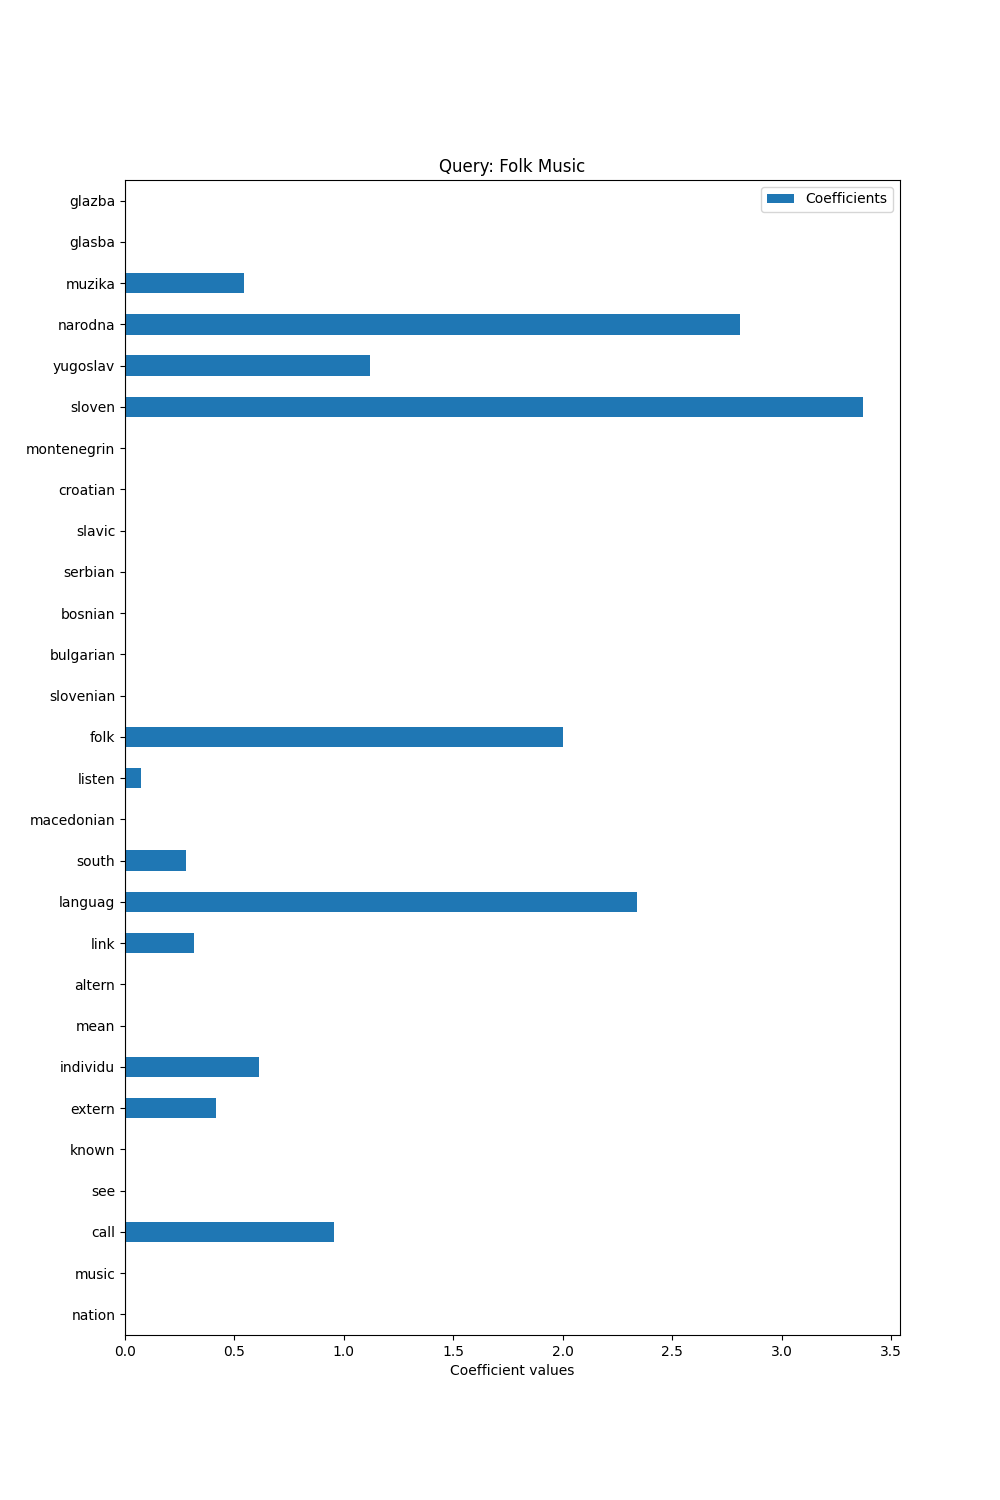 Query: Folk Music
Coefficients
glazba
glasba
muzika
narodna
yugoslav
sloven
montenegrin
croatian
slavic
serbian
bosnian
bulgarian
slovenian
folk
listen
macedonian
south
languag
link
altern
mean
individu
extern
known
see
call
music
nation
0.0 0.5 1.0 1.5 2.0 2.5 3.0 3.5
Coefficient values